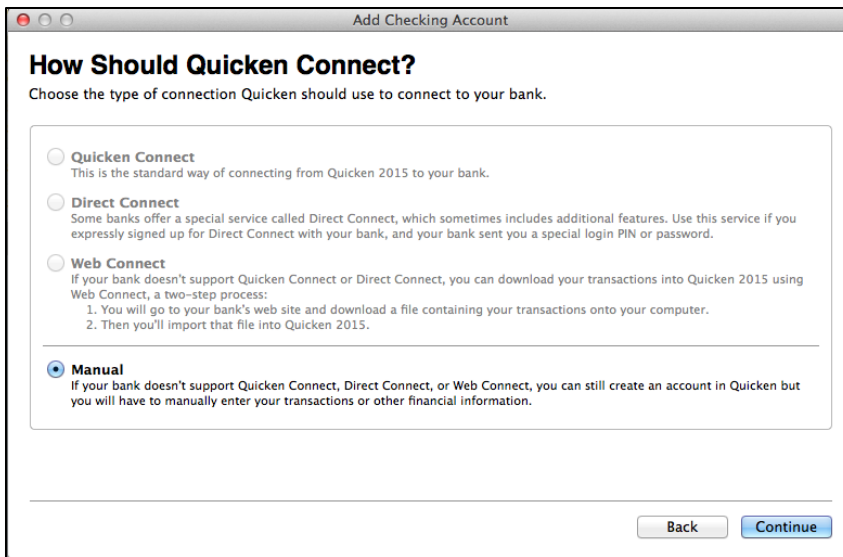 Add Checking Account
How Should Quicken Connect?
Choose the type of connection Quicken should use to connect to your bank.
Quicken Connect
This is the standard way of connecting from Quicken 2015 to your bank.
Direct Connect
Some banks offer a special service called Direct Connect, which sometimes includes additional features. Use this service if you
expressly signed up for Direct Connect with your bank, and your bank sent you a special login PIN or password.
Web Connect
If your bank doesn't support Quicken Connect or Direct Connect, you can download your transactions into Quicken 2015 using
Web Connect, a two-step process:
1. You will go to your bank's web site and download a file containing your transactions onto your computer.
2. Then you'll import that file into Quicken 2015.
Manual
If your bank doesn't support Quicken Connect, Direct Connect, or Web Connect, you can still create an account in Quicken but
you will have to manually enter your transactions or other financial information.
Back Continue